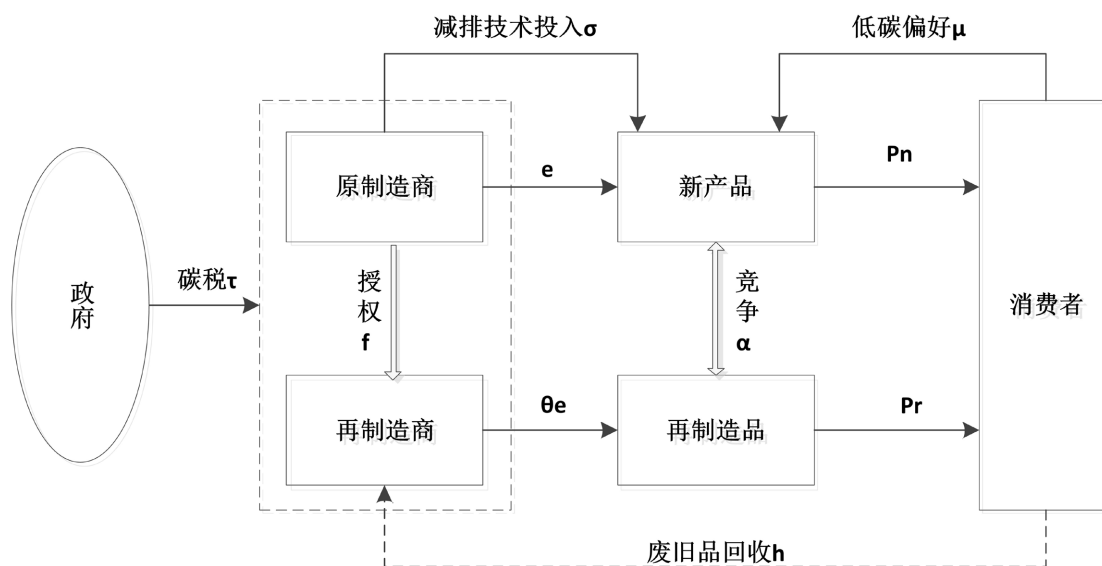 减排技术投入σ
低碳偏好μ
原制造商
e
新产品
Pn
政府
碳税τ
授权f
竞争α
消费者
再制造商
θe
再制造品
Pr
废旧品回收h